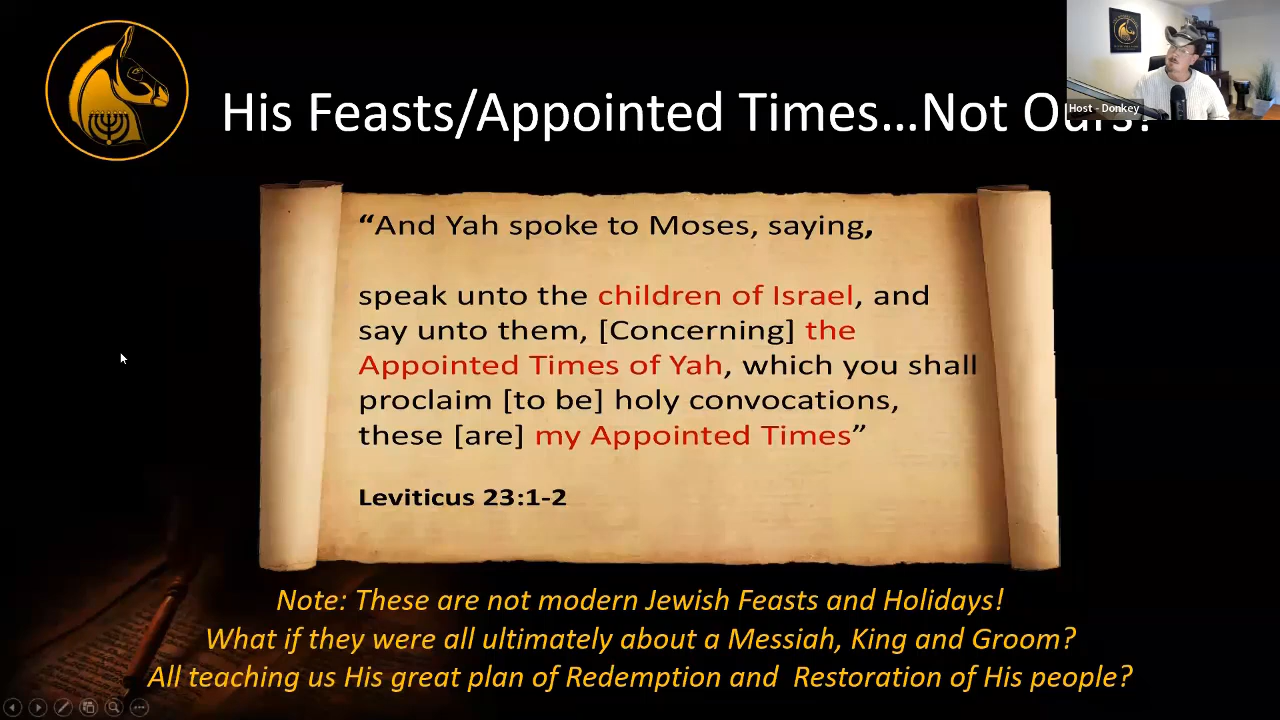 His Feasts/Appointed Times…Not Ours?
Host - Donkey
“And Yah spoke to Moses, saying,
speak unto the children of Israel, and
say unto them, [Concerning] the
Appointed Times of Yah, which you shall
proclaim [to be] holy convocations,
these [are] my Appointed Times”
Leviticus 23:1-2
Note: These are not modern Jewish Feasts and Holidays!
What if they were all ultimately about a Messiah, King and Groom?
All teaching us His great plan of Redemption and  Restoration of His people?